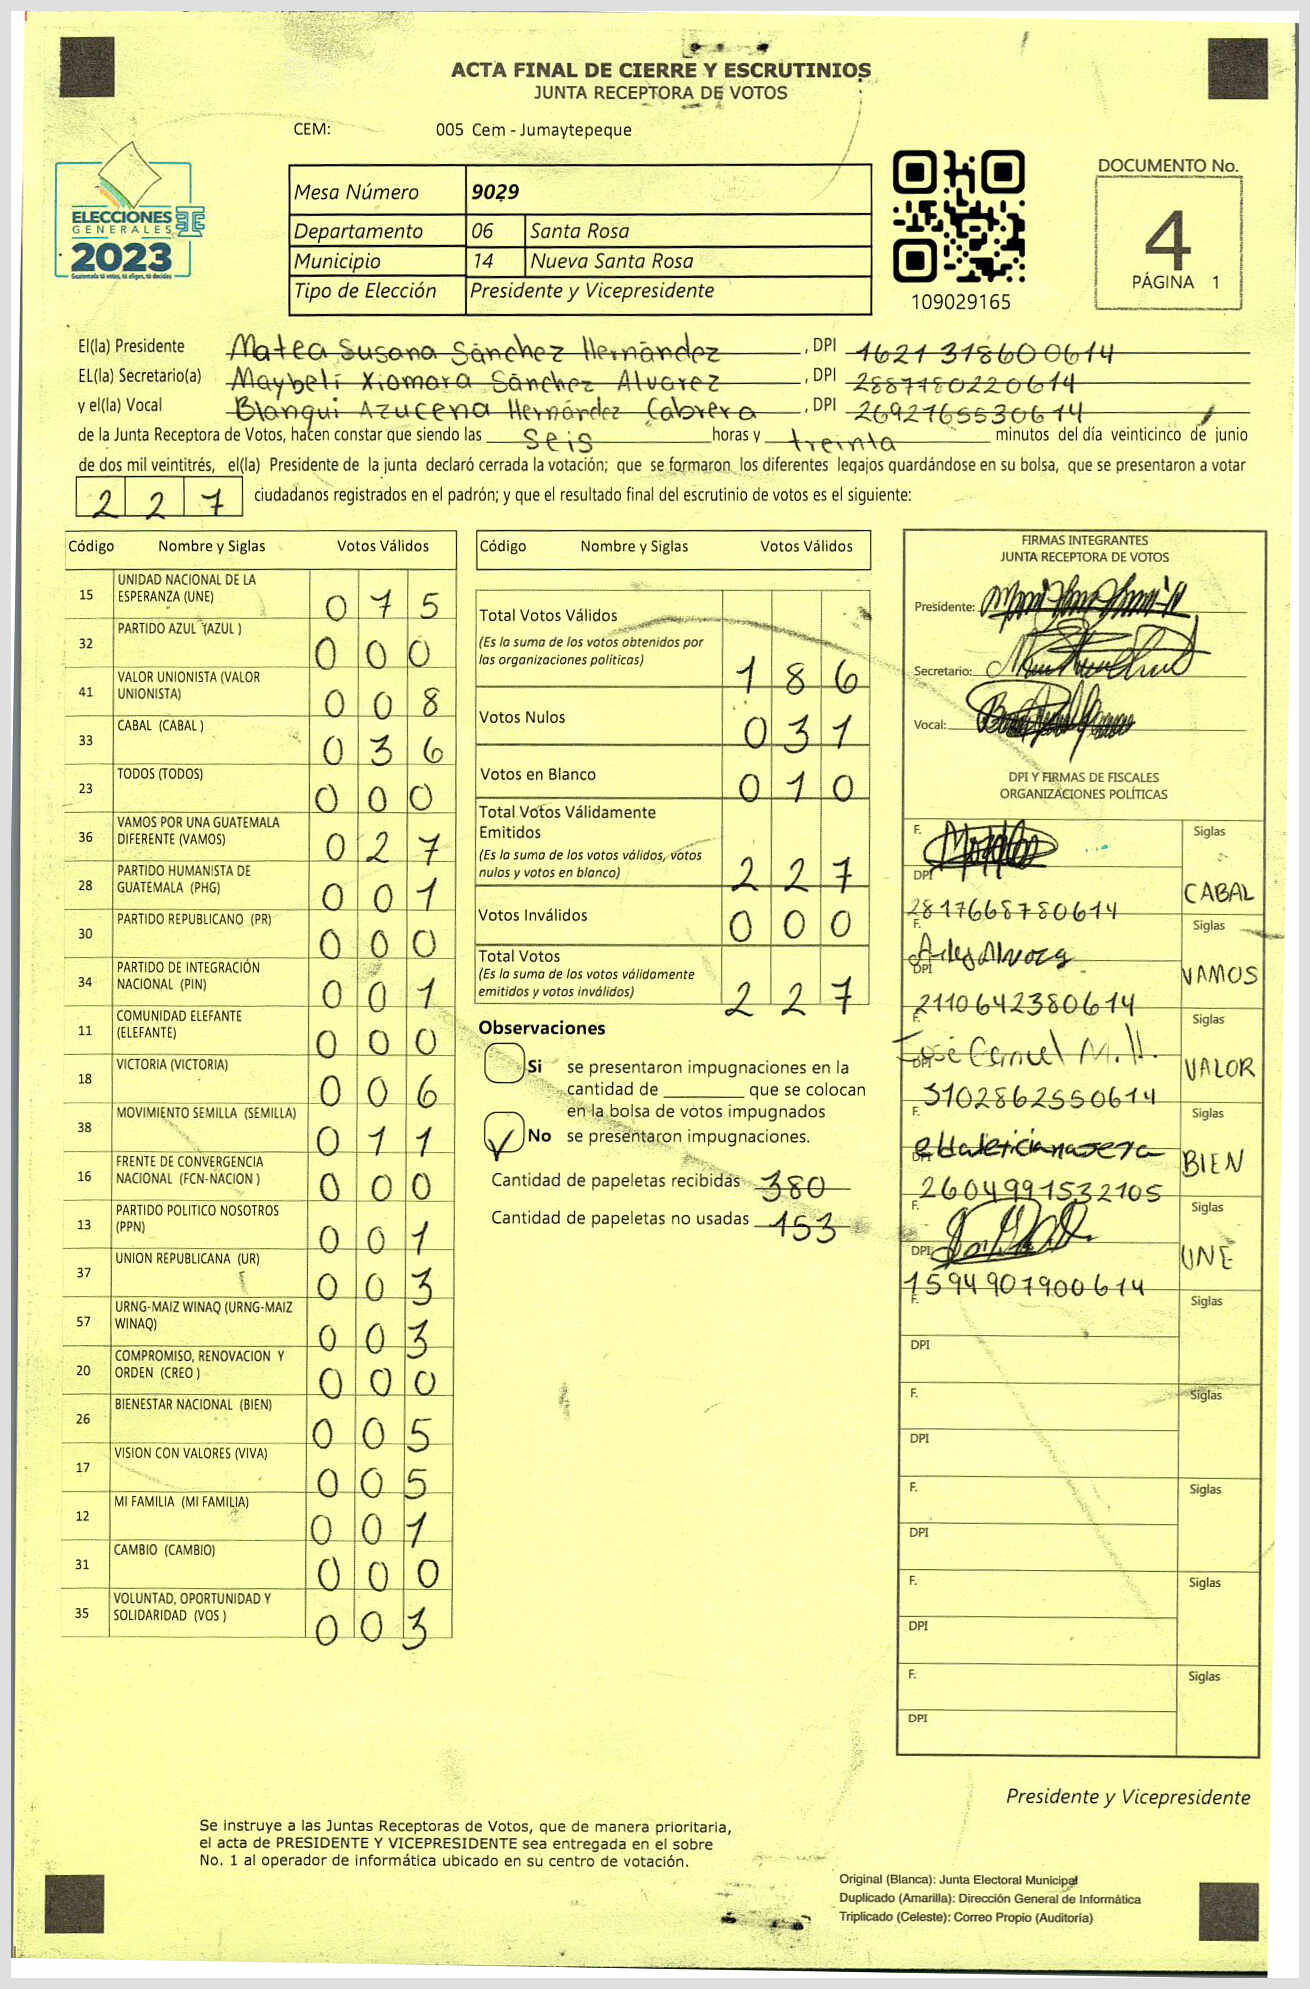 ACTA FINAL DE CIERRE Y ESCRUTINIOS
JUNTA RECEPTORA DE VOTOS
CEM: 005 Cem - Jumaytepeque
ELECCIONES
GENERALES
2023
Guatemala tú votas, tú eliges, tú decides
Mesa Número 9029
Departamento 06 Santa Rosa
Municipio 14 Nueva Santa Rosa
Tipo de Elección Presidente y Vicepresidente
109029165
DOCUMENTO No.
4
PÁGINA 1
El(la) Presidente Matea Susana Sánchez Hernández, DPI 1621 318600614
EL(la) Secretario(a) Maybeli Xiomara Sánchez Alvarez, DPI 2887780220614
y el(la) Vocal Blanqui Azucena Hernández Cabrera, DPI 2692765530614
de la Junta Receptora de Votos, hacen constar que siendo las seis horas y treinta minutos del día veinticinco de junio
de dos mil veintitrés, el(la) Presidente de la junta declaró cerrada la votación; que se formaron los diferentes legajos quardándose en su bolsa, que se presentaron a votar
2 2 7 ciudadanos registrados en el padrón; y que el resultado final del escrutinio de votos es el siguiente:
Código Nombre y Siglas Votos Válidos
15 UNIDAD NACIONAL DE LA ESPERANZA (UNE) 0 7 5
32 PARTIDO AZUL (AZUL ) 0 0 0
41 VALOR UNIONISTA (VALOR UNIONISTA) 0 0 8
33 CABAL (CABAL ) 0 3 6
23 TODOS (TODOS) 0 0 0
36 VAMOS POR UNA GUATEMALA DIFERENTE (VAMOS) 0 2 7
28 PARTIDO HUMANISTA DE GUATEMALA (PHG) 0 0 1
30 PARTIDO REPUBLICANO (PR) 0 0 0
34 PARTIDO DE INTEGRACIÓN NACIONAL (PIN) 0 0 1
11 COMUNIDAD ELEFANTE (ELEFANTE) 0 0 0
18 VICTORIA (VICTORIA) 0 0 6
38 MOVIMIENTO SEMILLA (SEMILLA) 0 1 1
16 FRENTE DE CONVERGENCIA NACIONAL (FCN-NACION ) 0 0 0
13 PARTIDO POLITICO NOSOTROS (PPN) 0 0 1
37 UNION REPUBLICANA (UR) 0 0 3
57 URNG-MAIZ WINAQ (URNG-MAIZ WINAQ) 0 0 3
20 COMPROMISO, RENOVACION Y ORDEN (CREO ) 0 0 0
26 BIENESTAR NACIONAL (BIEN) 0 0 5
17 VISION CON VALORES (VIVA) 0 0 5
12 MI FAMILIA (MI FAMILIA) 0 0 1
31 CAMBIO (CAMBIO) 0 0 0
35 VOLUNTAD, OPORTUNIDAD Y SOLIDARIDAD (VOS ) 0 0 3
Código Nombre y Siglas Votos Válidos
Total Votos Válidos
(Es la suma de los votos obtenidos por
las organizaciones políticas) 1 8 6
Votos Nulos 0 3 1
Votos en Blanco 0 1 0
Total Votos Válidamente
Emitidos
(Es la suma de los votos válidos, votos
nulos y votos en blanco) 2 2 7
Votos Inválidos 0 0 0
Total Votos
(Es la suma de los votos válidamente
emitidos y votos inválidos) 2 2 7
Observaciones
Si se presentaron impugnaciones en la
cantidad de ________ que se colocan
en la bolsa de votos impugnados
No se presentaron impugnaciones.
Cantidad de papeletas recibidas 380
Cantidad de papeletas no usadas 153
FIRMAS INTEGRANTES
JUNTA RECEPTORA DE VOTOS
Presidente:
Secretario:
Vocal:
DPI Y FIRMAS DE FISCALES
ORGANIZACIONES POLÍTICAS
F. Siglas
DPI 2817668780614 CABAL
F. Siglas
DPI 2110642380614 VAMOS
F. José M. H. Siglas
DPI 3102862550614 VALOR
F. Siglas
DPI 2604991532105 BIEN
F. Siglas
DPI 1594907900614 UNE
F. Siglas
DPI
F. Siglas
DPI
F. Siglas
DPI
F. Siglas
DPI
F. Siglas
DPI
Presidente y Vicepresidente
Se instruye a las Juntas Receptoras de Votos, que de manera prioritaria,
el acta de PRESIDENTE Y VICEPRESIDENTE sea entregada en el sobre
No. 1 al operador de informática ubicado en su centro de votación.
Original (Blanca): Junta Electoral Municipal
Duplicado (Amarilla): Dirección General de Informática
Triplicado (Celeste): Correo Propio (Auditoría)